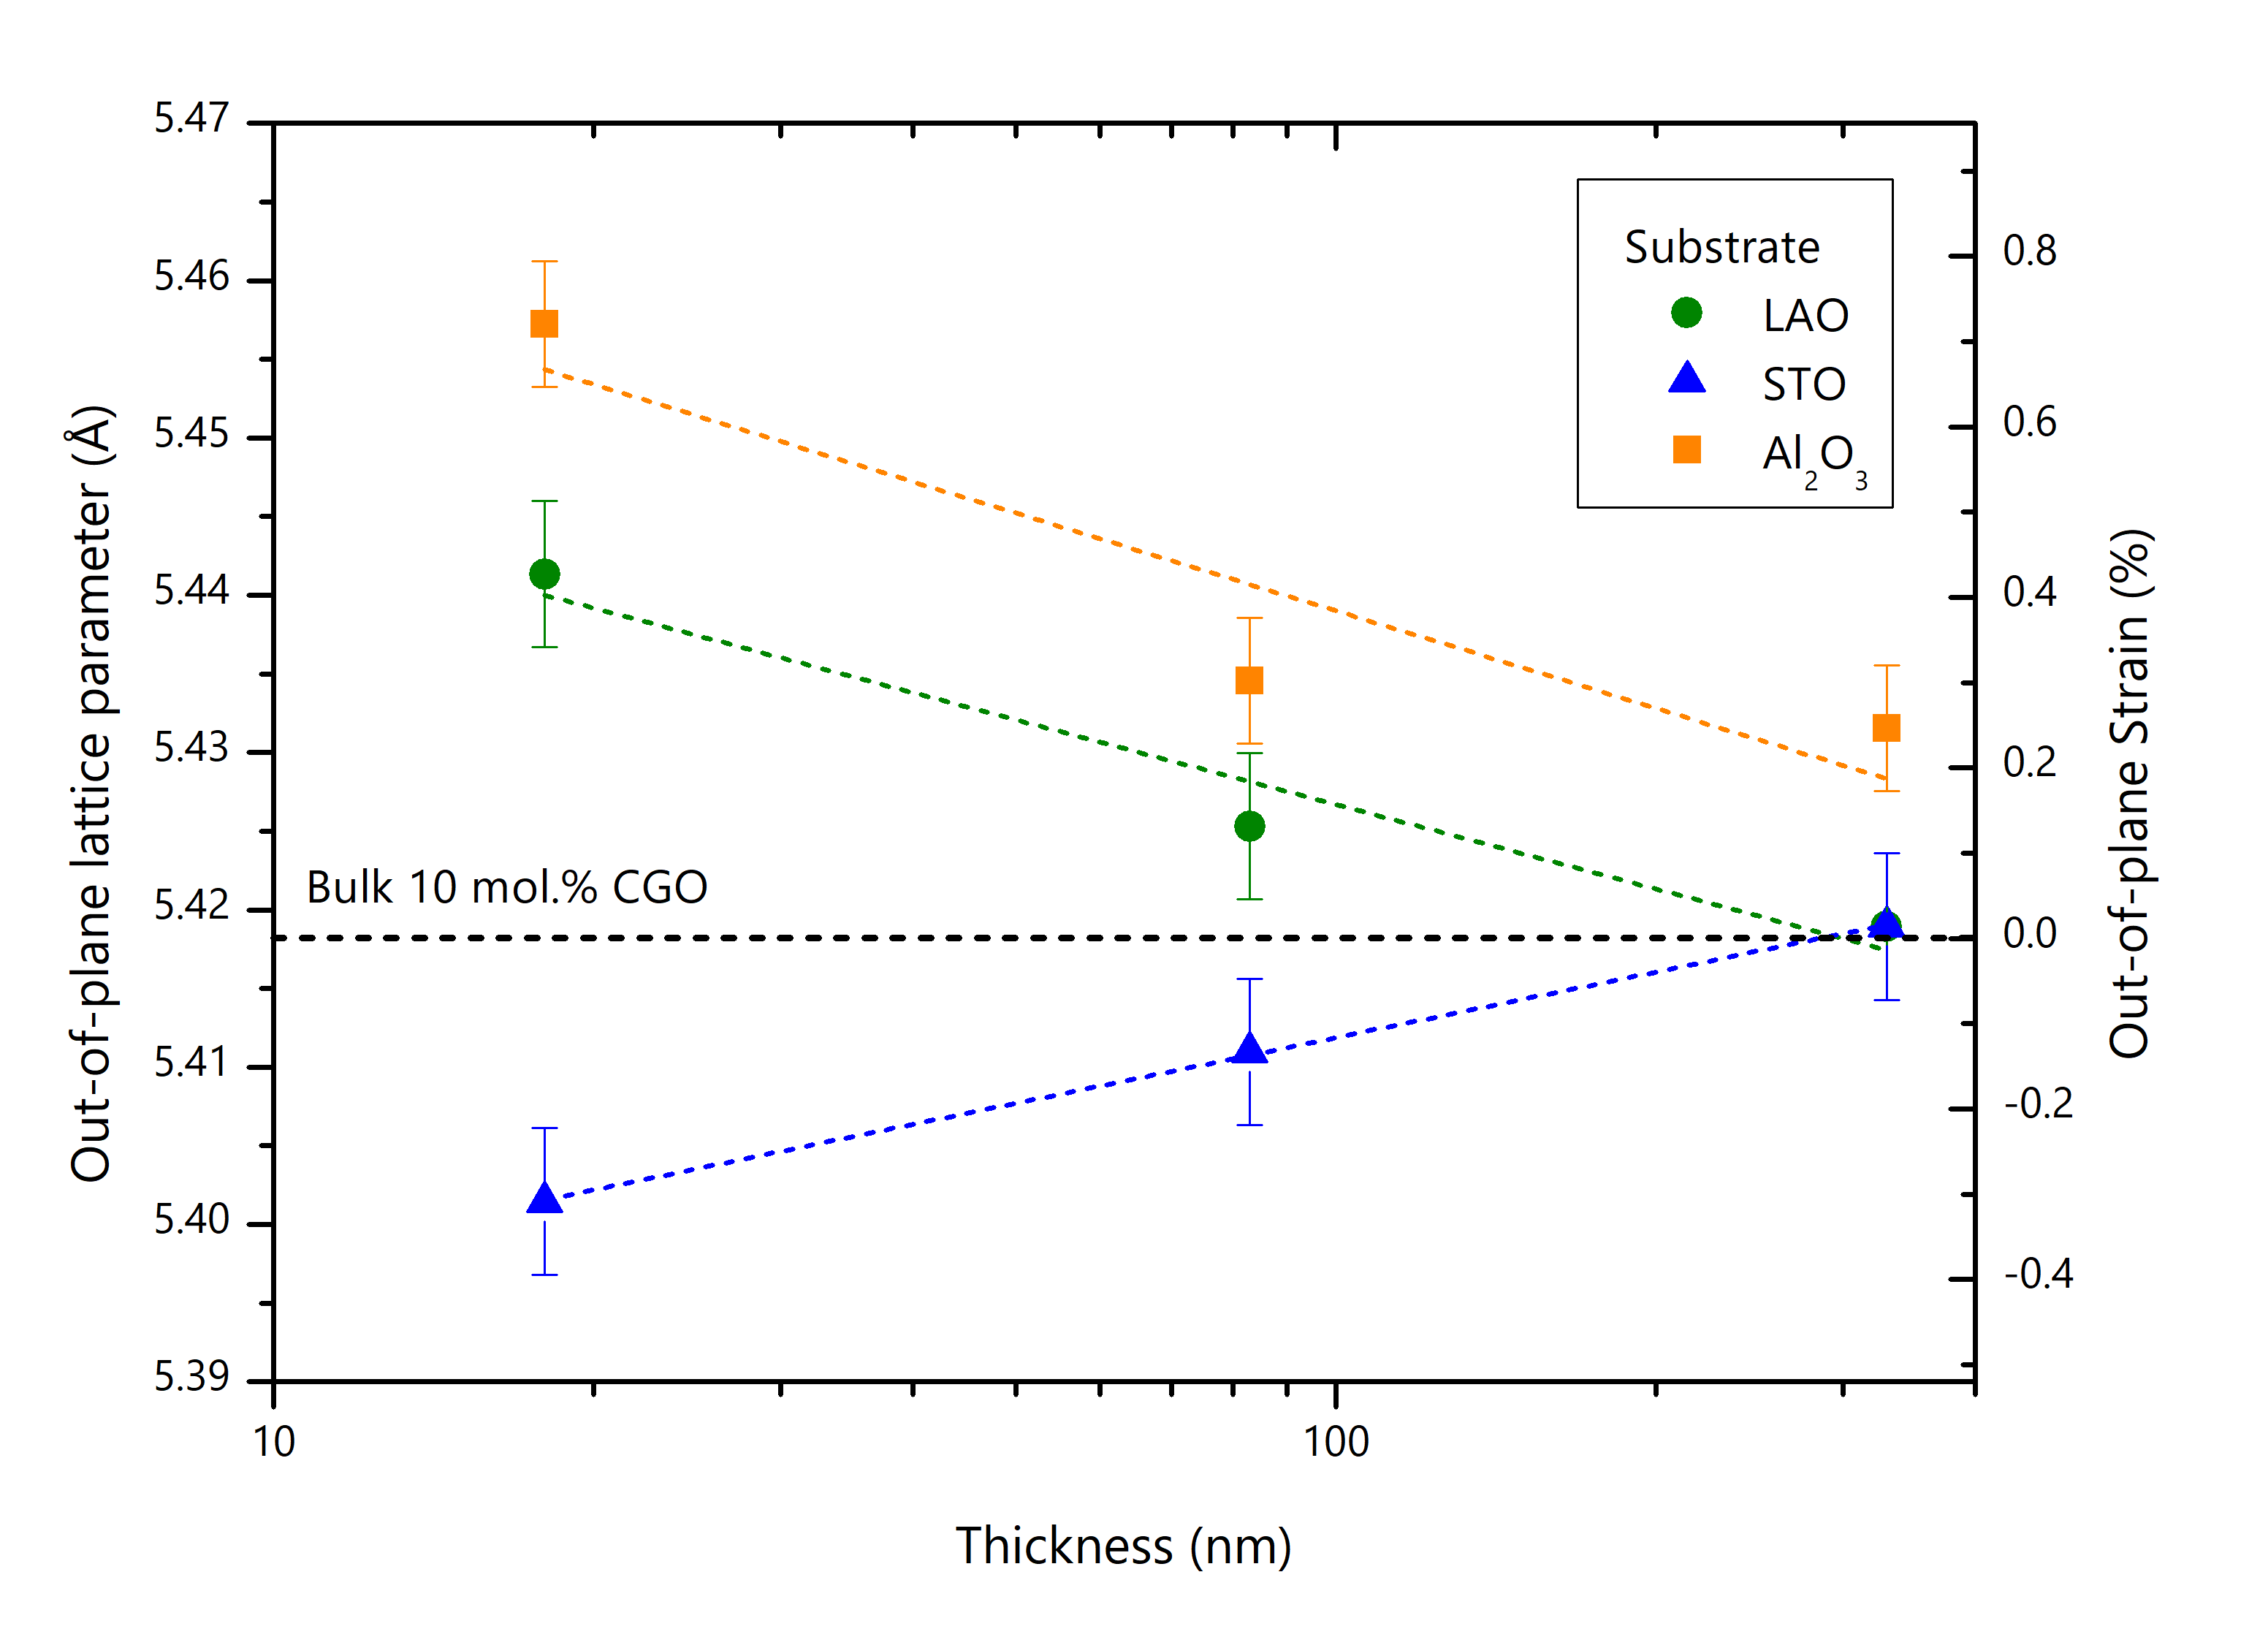 5.47
5.46
5.45
5.44
5.43
5.42
5.41
5.40
5.39
Out-of-plane lattice parameter (Å)
Substrate
LAO
STO
Al2O3
Bulk 10 mol.% CGO
0.8
0.6
0.4
0.2
0.0
-0.2
-0.4
Out-of-plane Strain (%)
10
100
Thickness (nm)